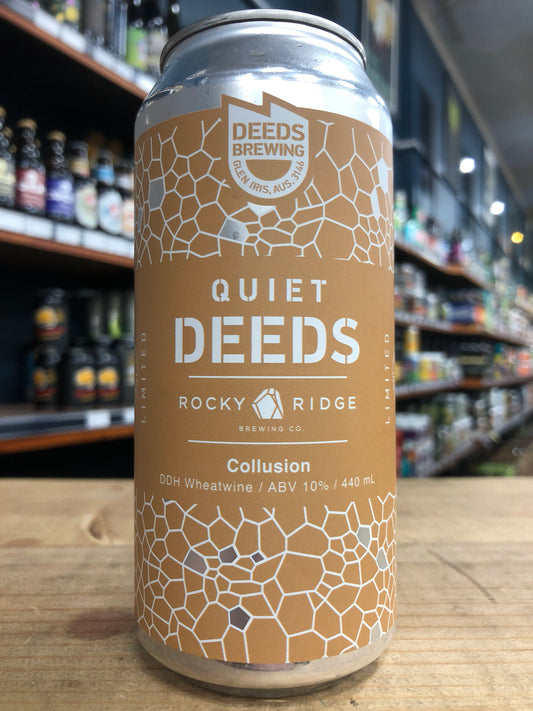 DEEDS
BREWING
GLEN IRIS, AUS. 3146
QUIET
DEEDS
LIMITED
LIMITED
ROCKY RIDGE
BREWING CO.
Collusion
DDH Wheatwine / ABV 10% / 440 mL